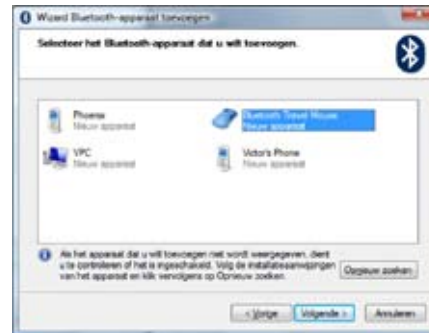 Wizard Bluetooth-apparaat toevoegen
Selecteer het Bluetooth-apparaat dat u wilt toevoegen.
Phoenix
Nieuw apparaat
Bluetooth Travel Mouse
Nieuw apparaat
VPC
Nieuw apparaat
Victor's Phone
Nieuw apparaat
Als het apparaat dat u wilt toevoegen niet wordt weergegeven, dient
u te controleren of het is ingeschakeld. Volg de installatieaanwijzingen
van het apparaat en klik vervolgens op Opnieuw zoeken.
Opnieuw zoeken
< Vorige
Volgende >
Annuleren